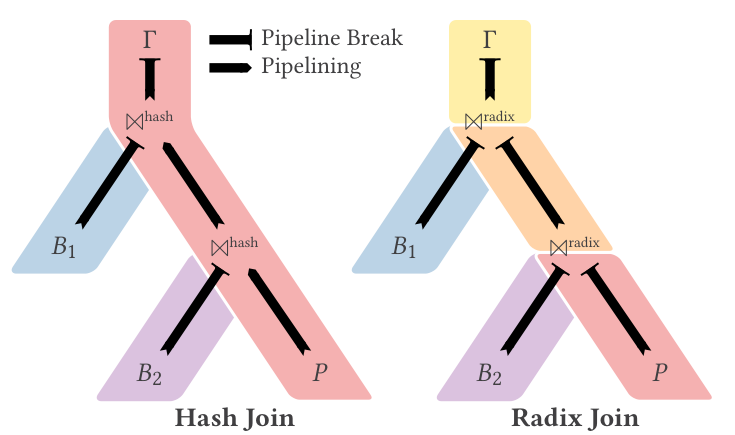 Γ
Pipeline Break
Pipelining
⋈hash
B1
⋈hash
B2
P
Hash Join
Γ
⋈radix
B1
⋈radix
B2
P
Radix Join